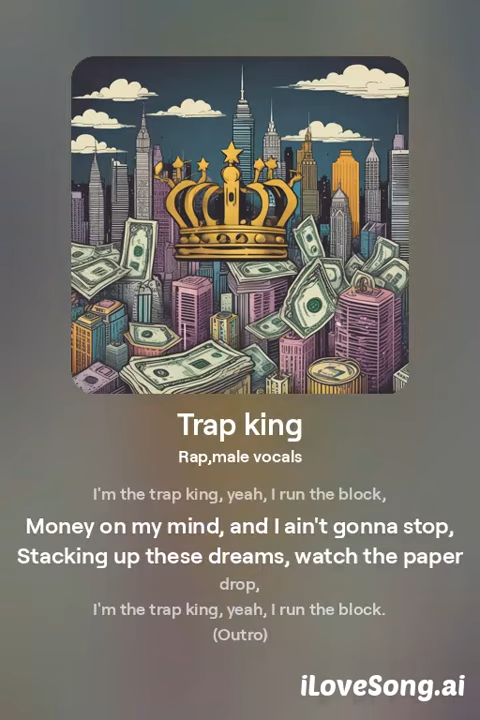 Trap king
Rap,male vocals
I'm the trap king, yeah, I run the block,
Money on my mind, and I ain't gonna stop,
Stacking up these dreams, watch the paper
drop,
I'm the trap king, yeah, I run the block.
(Outro)
iLoveSong.ai